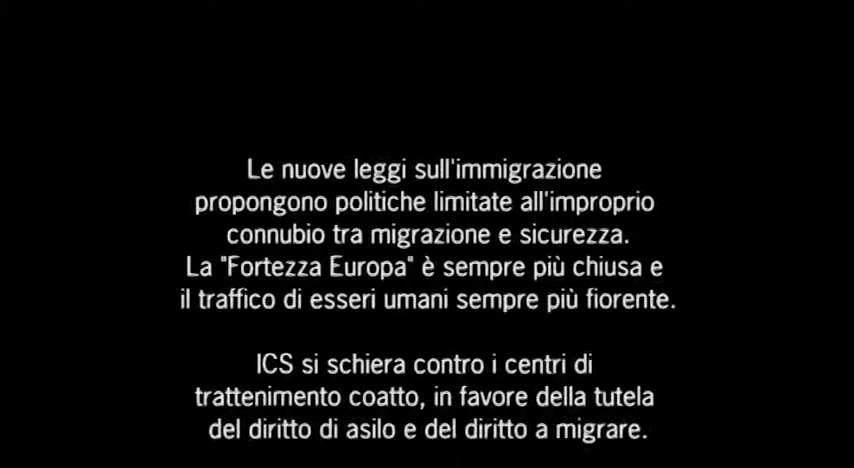 Le nuove leggi sull'immigrazione
propongono politiche limitate all'improprio
connubio tra migrazione e sicurezza.
La "Fortezza Europa" è sempre più chiusa e
il traffico di esseri umani sempre più fiorente.
ICS si schiera contro i centri di
trattenimento coatto, in favore della tutela
del diritto di asilo e del diritto a migrare.